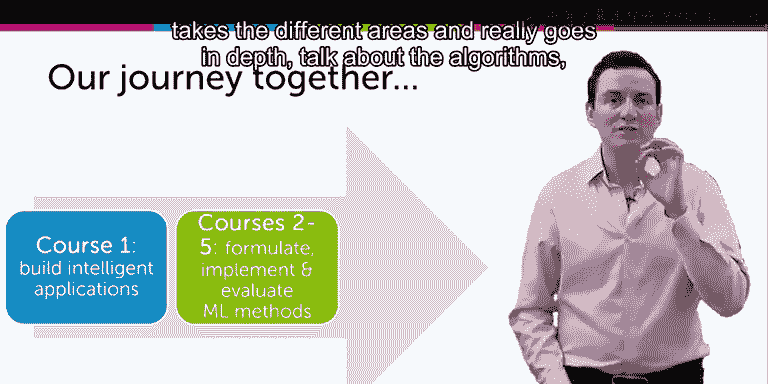 takes the different areas and really goes
in depth, talk about the algorithms,
Our journey together...
Course 1:
build intelligent
applications
Courses 2-
5: formulate,
implement &
evaluate
ML methods